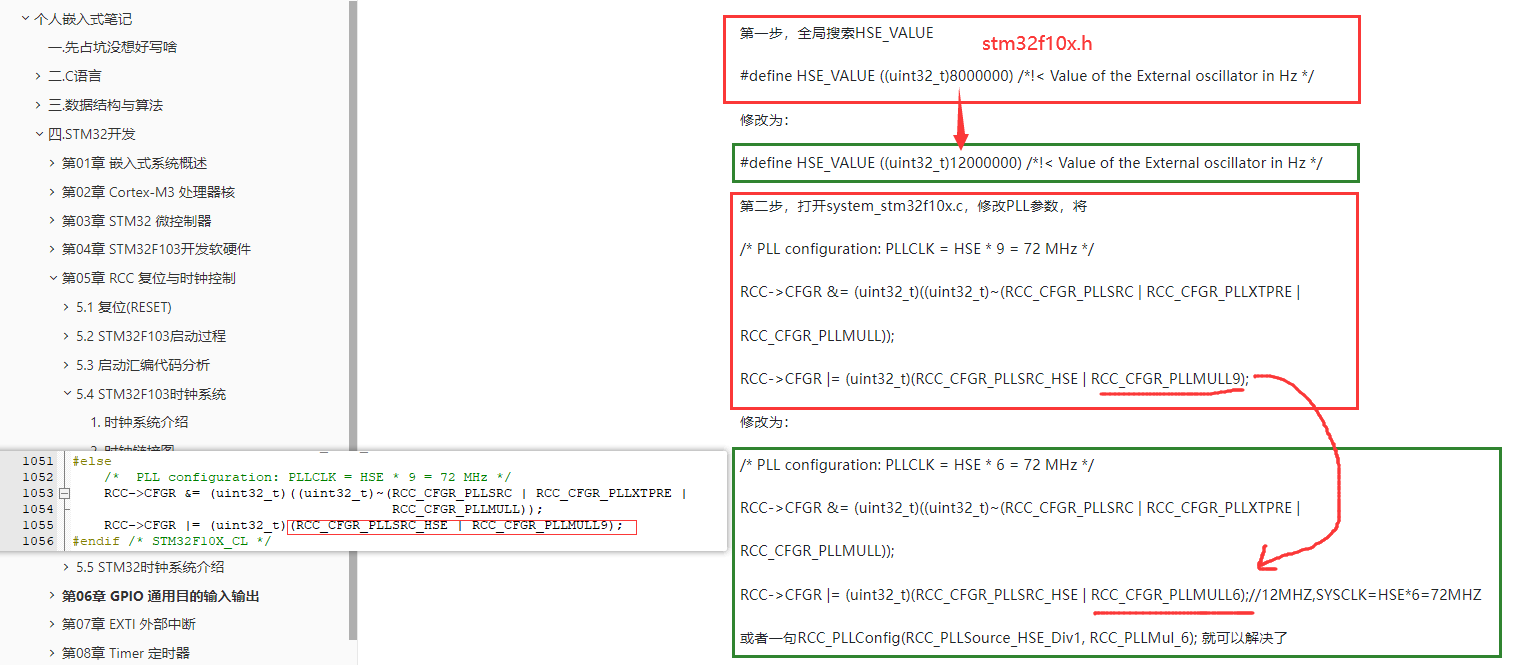 个人嵌入式笔记
一.先占坑没想好写啥
二.C语言
三.数据结构与算法
四.STM32开发
第01章 嵌入式系统概述
第02章 Cortex-M3 处理器核
第03章 STM32 微控制器
第04章 STM32F103开发软硬件
第05章 RCC 复位与时钟控制
5.1 复位(RESET)
5.2 STM32F103启动过程
5.3 启动汇编代码分析
5.4 STM32F103时钟系统
1. 时钟系统介绍
1051 #else
1052 /* PLL configuration: PLLCLK = HSE * 9 = 72 MHz */
1053 RCC->CFGR &= (uint32_t)((uint32_t)~(RCC_CFGR_PLLSRC | RCC_CFGR_PLLXTPRE |
1054 RCC_CFGR_PLLMULL));
1055 RCC->CFGR |= (uint32_t)(RCC_CFGR_PLLSRC_HSE | RCC_CFGR_PLLMULL9);
1056 #endif /* STM32F10X_CL */
5.5 STM32时钟系统介绍
第06章 GPIO 通用目的输入输出
第07章 EXTI 外部中断
第08章 Timer 定时器
第一步，全局搜索HSE_VALUE
stm32f10x.h
#define HSE_VALUE ((uint32_t)8000000) /*!< Value of the External oscillator in Hz */
修改为：
#define HSE_VALUE ((uint32_t)12000000) /*!< Value of the External oscillator in Hz */
第二步，打开system_stm32f10x.c，修改PLL参数，将
/* PLL configuration: PLLCLK = HSE * 9 = 72 MHz */
RCC->CFGR &= (uint32_t)((uint32_t)~(RCC_CFGR_PLLSRC | RCC_CFGR_PLLXTPRE |
RCC_CFGR_PLLMULL));
RCC->CFGR |= (uint32_t)(RCC_CFGR_PLLSRC_HSE | RCC_CFGR_PLLMULL9);
修改为：
/* PLL configuration: PLLCLK = HSE * 6 = 72 MHz */
RCC->CFGR &= (uint32_t)((uint32_t)~(RCC_CFGR_PLLSRC | RCC_CFGR_PLLXTPRE |
RCC_CFGR_PLLMULL));
RCC->CFGR |= (uint32_t)(RCC_CFGR_PLLSRC_HSE | RCC_CFGR_PLLMULL6);//12MHZ,SYSCLK=HSE*6=72MHZ
或者一句RCC_PLLConfig(RCC_PLLSource_HSE_Div1, RCC_PLLMul_6); 就可以解决了